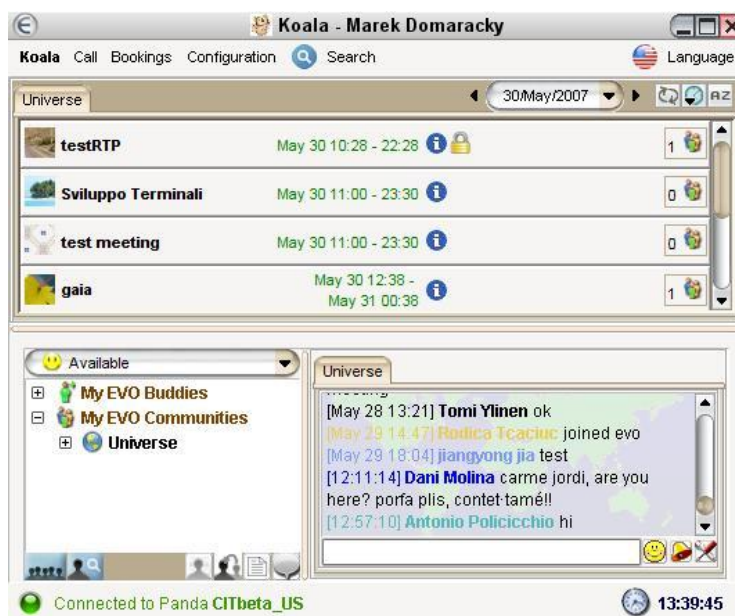 Koala - Marek Domaracky
Koala Call Bookings Configuration Search Language
Universe 30/May/2007 AZ
testRTP May 30 10:28 - 22:28 1
Sviluppo Terminali May 30 11:00 - 23:30 0
test meeting May 30 11:00 - 23:30 0
gaia May 30 12:38 - May 31 00:38 1
Available
My EVO Buddies
My EVO Communities
Universe
Universe
meeting
[May 28 13:21] Tomi Ylinen ok
[May 29 14:47] Rodica Tcaciuc joined evo
[May 29 18:04] jiangyong jia test
[12:11:14] Dani Molina carme jordi, are you
here? porfa plis, contet·tamé!!
[12:57:10] Antonio Policicchio hi
Connected to Panda CITbeta_US 13:39:45